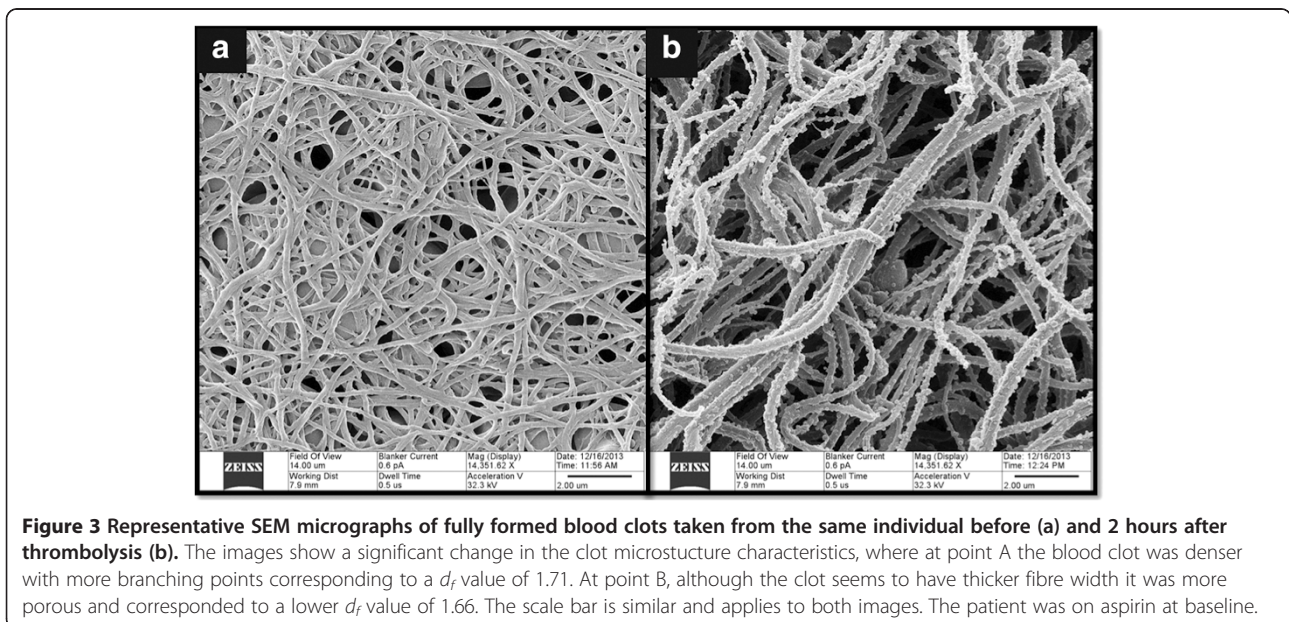 a
b
ZEISS
Field Of View
14.00 um
Working Dist
7.9 mm
Blanker Current
0.6 pA
Dwell Time
0.5 us
Mag (Display)
14,351.62 X
Acceleration V
32.3 kV
Date: 12/16/2013
Time: 11:56 AM
2.00 um
ZEISS
Field Of View
14.00 um
Working Dist
7.9 mm
Blanker Current
0.6 pA
Dwell Time
0.5 us
Mag (Display)
14,351.62 X
Acceleration V
32.3 kV
Date: 12/16/2013
Time: 12:24 PM
2.00 um
Figure 3 Representative SEM micrographs of fully formed blood clots taken from the same individual before (a) and 2 hours after
thrombolysis (b). The images show a significant change in the clot microstucture characteristics, where at point A the blood clot was denser
with more branching points corresponding to a df value of 1.71. At point B, although the clot seems to have thicker fibre width it was more
porous and corresponded to a lower df value of 1.66. The scale bar is similar and applies to both images. The patient was on aspirin at baseline.